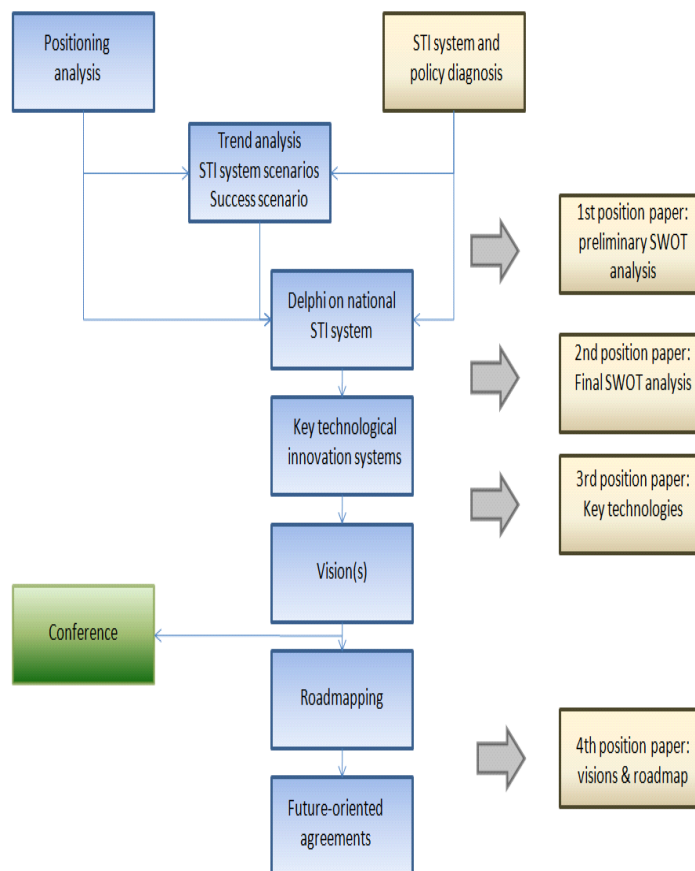 Positioning
analysis
STI system and
policy diagnosis
Trend analysis
STI system scenarios
Success scenario
1st position paper:
preliminary SWOT
analysis
Delphi on national
STI system
2nd position paper:
Final SWOT analysis
Key technological
innovation systems
3rd position paper:
Key technologies
Vision(s)
Conference
Roadmapping
4th position paper:
visions & roadmap
Future-oriented
agreements